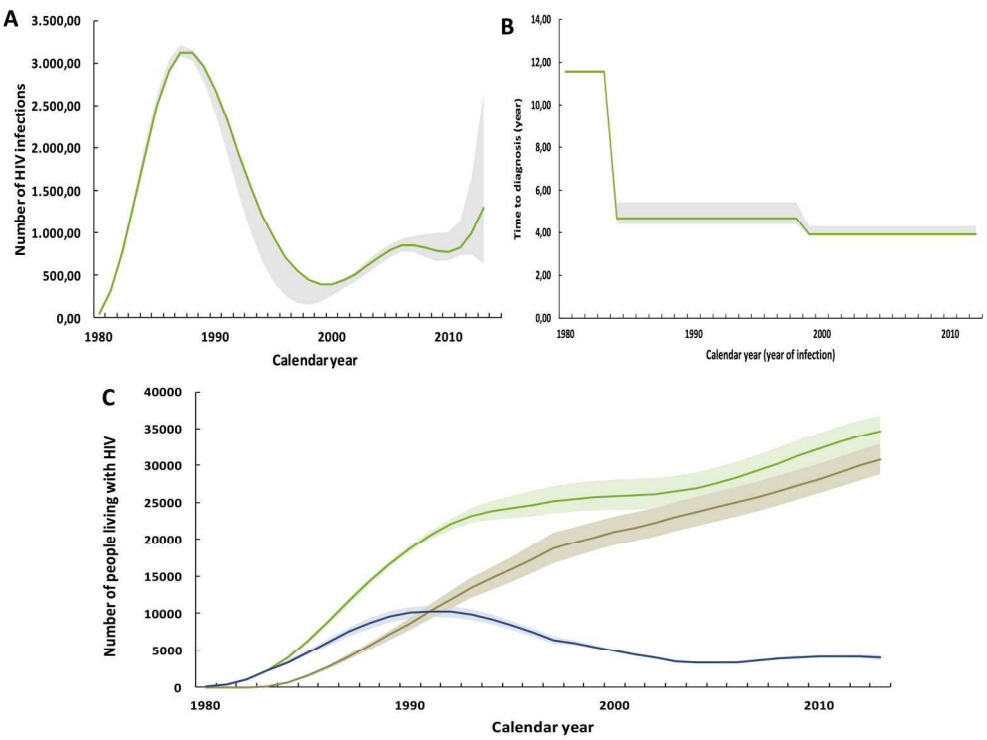 A
Number of HIV infections
3.500,00
3.000,00
2.500,00
2.000,00
1.500,00
1.000,00
500,00
0,00
1980 1990 2000 2010
Calendar year
B
Time to diagnosis (year)
14,00
12,00
10,00
8,00
6,00
4,00
2,00
0,00
1980 1990 2000 2010
Calendar year (year of infection)
C
Number of people living with HIV
40000
35000
30000
25000
20000
15000
10000
5000
0
1980 1990 2000 2010
Calendar year